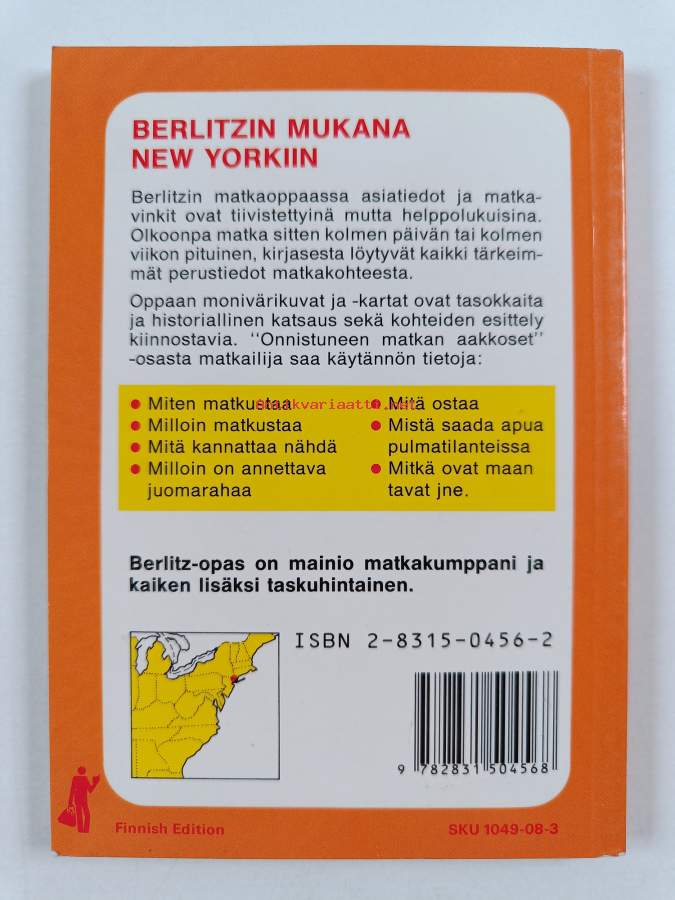 BERLITZIN MUKANA
NEW YORKIIN
Berlitzin matkaoppaassa asiatiedot ja matka-
vinkit ovat tiivistettyinä mutta helppolukuisina.
Olkoonpa matka sitten kolmen päivän tai kolmen
viikon pituinen, kirjasesta löytyvät kaikki tärkeim-
mät perustiedot matkakohteesta.
Oppaan monivärikuvat ja -kartat ovat tasokkaita
ja historiallinen katsaus sekä kohteiden esittely
kiinnostavia. "Onnistuneen matkan aakkoset"
-osasta matkailija saa käytännön tietoja:
• Miten matkustaa
• Milloin matkustaa
• Mitä kannattaa nähdä
• Milloin on annettava
juomarahaa
• Mitä ostaa
• Mistä saada apua
pulmatilanteissa
• Mitkä ovat maan
tavat jne.
Antikvariaatti.net
Berlitz-opas on mainio matkakumppani ja
kaiken lisäksi taskuhintainen.
ISBN 2-8315-0456-2
9 782831 504568
Finnish Edition
SKU 1049-08-3